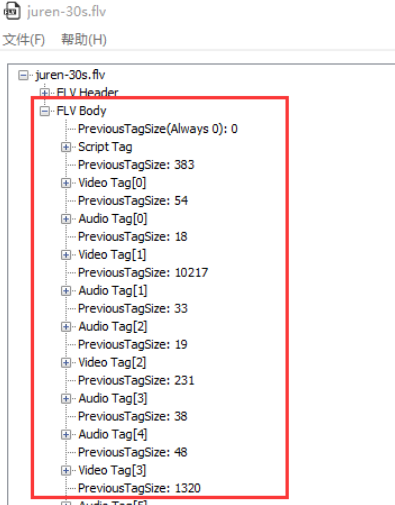 juren-30s.flv
文件(F) 帮助(H)
juren-30s.flv
FLV Header
FLV Body
PreviousTagSize(Always 0): 0
Script Tag
PreviousTagSize: 383
Video Tag[0]
PreviousTagSize: 54
Audio Tag[0]
PreviousTagSize: 18
Video Tag[1]
PreviousTagSize: 10217
Audio Tag[1]
PreviousTagSize: 33
Audio Tag[2]
PreviousTagSize: 19
Video Tag[2]
PreviousTagSize: 231
Audio Tag[3]
PreviousTagSize: 38
Audio Tag[4]
PreviousTagSize: 48
Video Tag[3]
PreviousTagSize: 1320
Audio Tag[5]